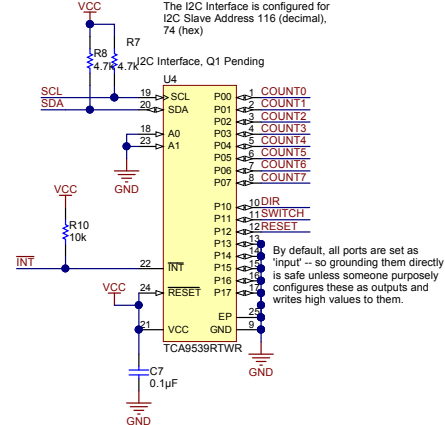 VCC
The I2C Interface is configured for
I2C Slave Address 116 (decimal),
74 (hex)
R8
4.7k
R7
4.7k
I2C Interface, Q1 Pending
U4
SCL 19 SCL P00 1 COUNT0
SDA 20 SDA P01 2 COUNT1
P02 3 COUNT2
18 A0 P03 4 COUNT3
23 A1 P04 5 COUNT4
P05 6 COUNT5
P06 7 COUNT6
P07 8 COUNT7
GND
P10 10 DIR
P11 11 SWITCH
P12 12 RESET
VCC
R10
10k
P13 13
P14 14
P15 15
P16 16
P17 17
By default, all ports are set as
'input' -- so grounding them directly
is safe unless someone purposely
configures these as outputs and
writes high values to them.
INT 22 INT
VCC 24 RESET
EP 25
21 VCC GND 9
TCA9539RTWR
GND
C7
0.1µF
GND